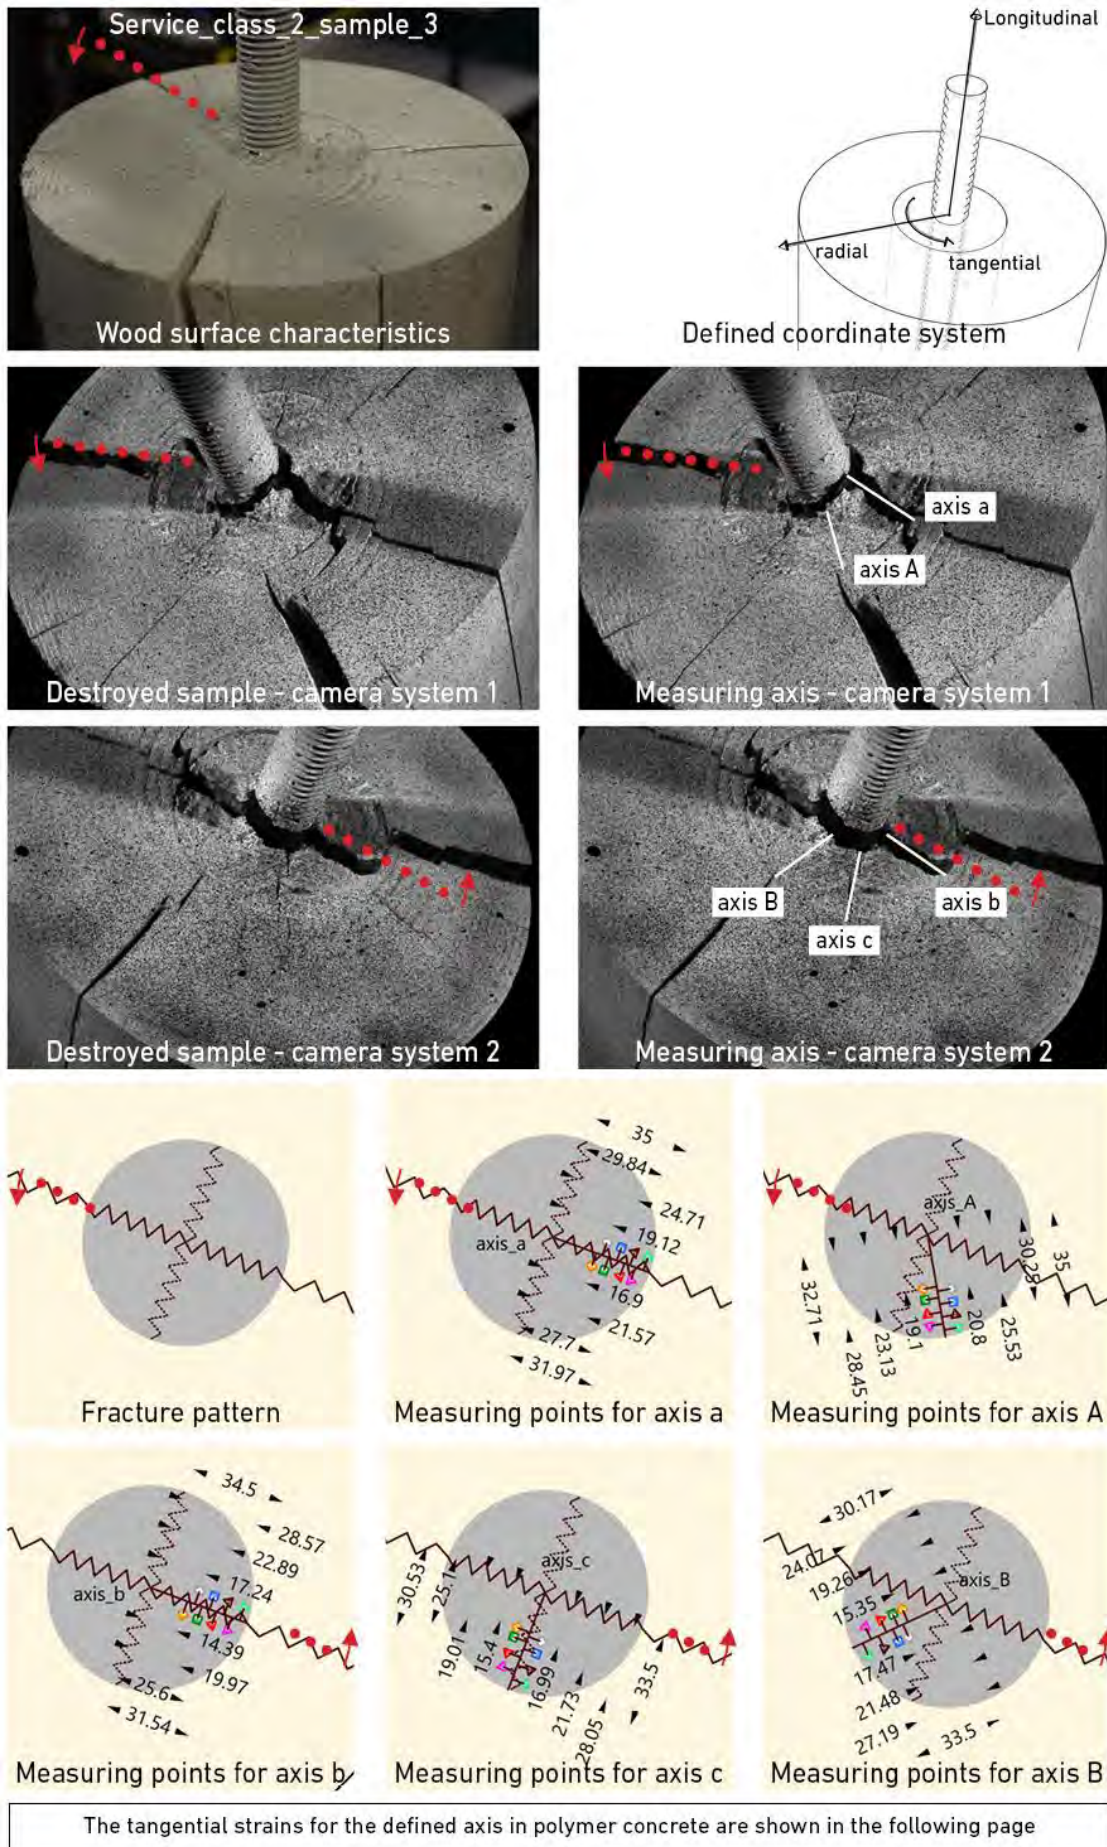 Service_class_2_sample_3
Wood surface characteristics
Longitudinal
radial
tangential
Defined coordinate system
Destroyed sample - camera system 1
axis a
axis A
Measuring axis - camera system 1
Destroyed sample - camera system 2
axis B
axis b
axis c
Measuring axis - camera system 2
Fracture pattern
35
29.84
24.71
19.12
axis_a
16.9
21.57
27.7
31.97
Measuring points for axis a
axis_A
30.25
35
32.71
28.45
23.13
19.1
20.8
25.53
Measuring points for axis A
34.5
28.57
22.89
17.24
axis_b
14.39
19.97
25.6
31.54
Measuring points for axis b
axis_c
30.53
25.1
19.01
15.4
16.99
21.73
28.05
33.5
Measuring points for axis c
30.17
24.07
19.26
axis_B
15.35
17.47
21.48
27.19
33.5
Measuring points for axis B
The tangential strains for the defined axis in polymer concrete are shown in the following page